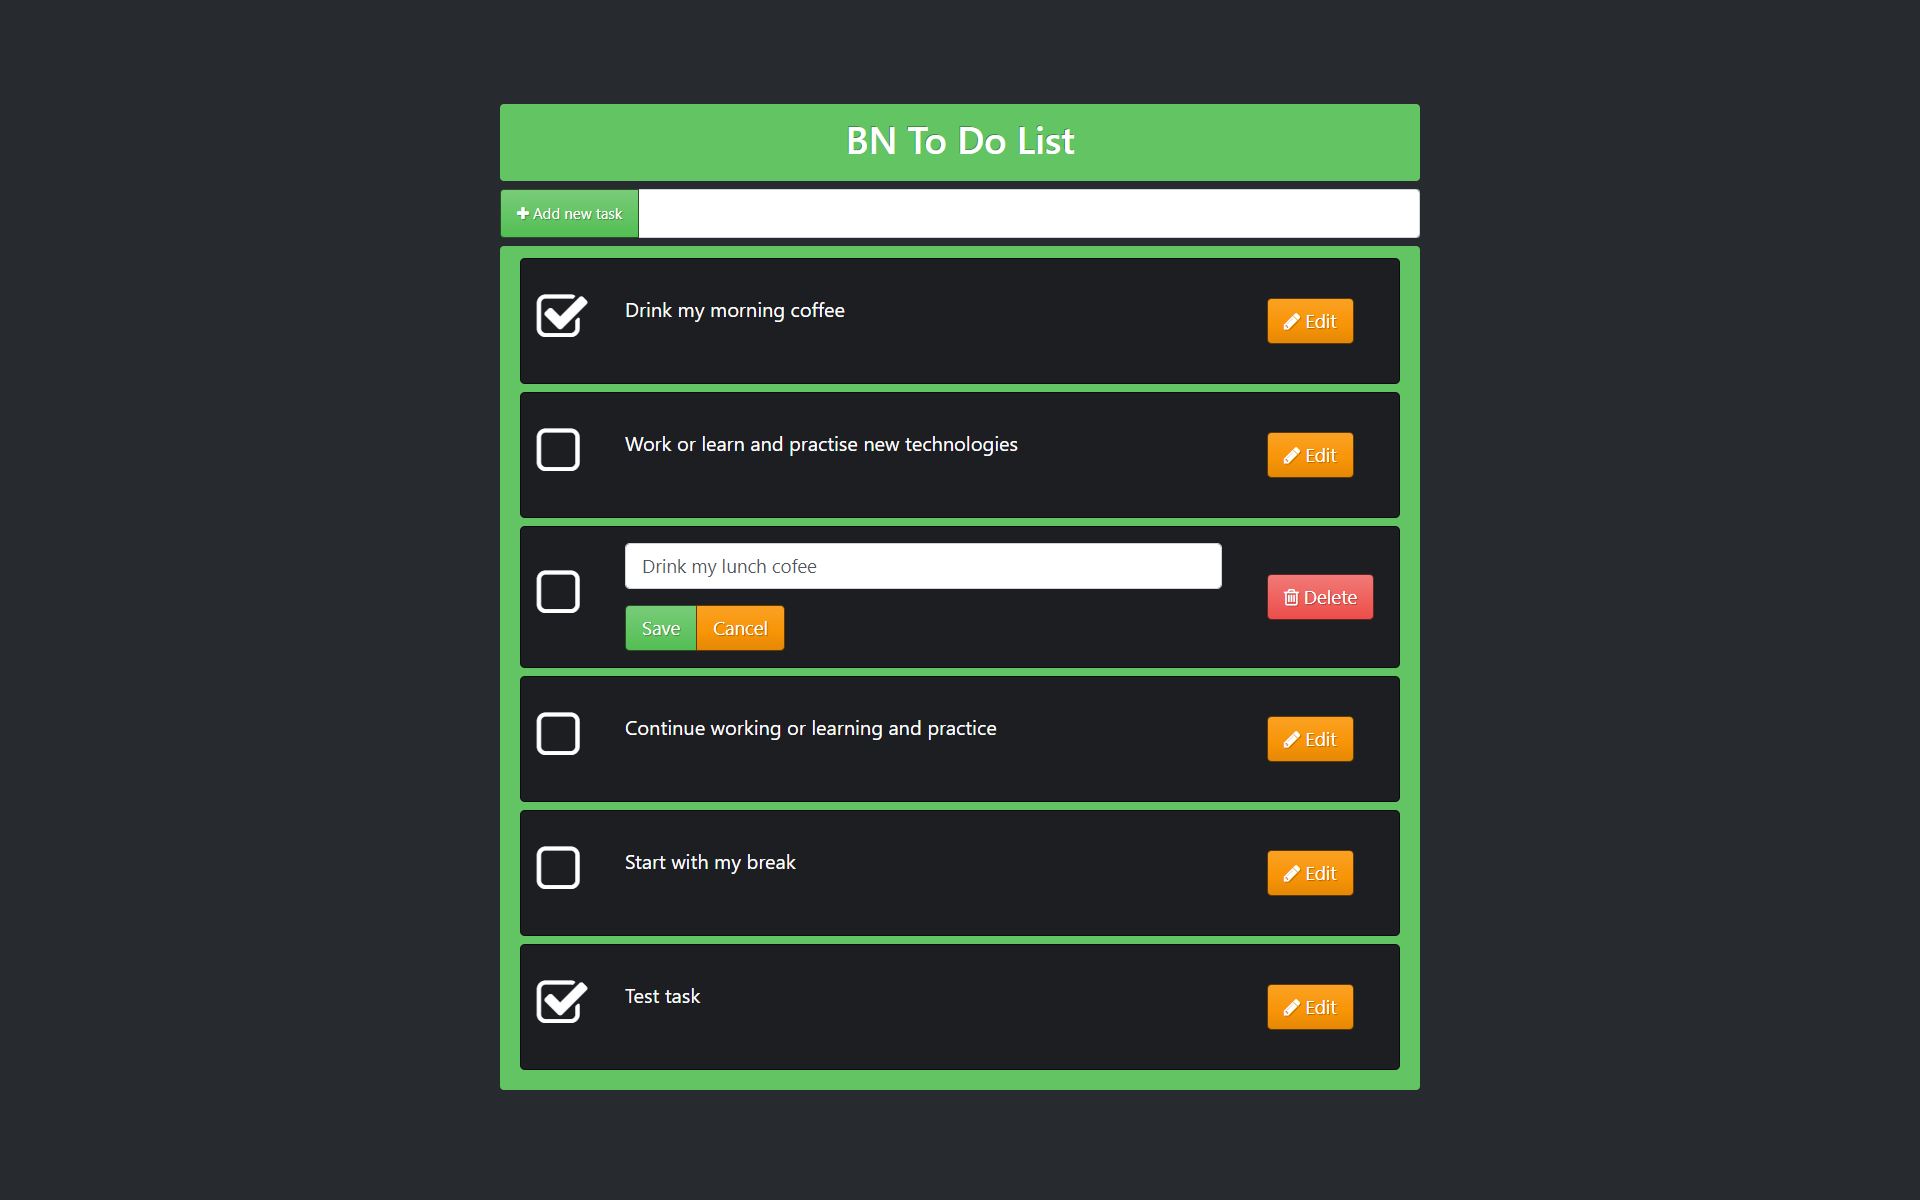 BN To Do List
Add new task
Drink my morning coffee
Edit
Work or learn and practise new technologies
Edit
Drink my lunch cofee
Delete
Save Cancel
Continue working or learning and practice
Edit
Start with my break
Edit
Test task
Edit